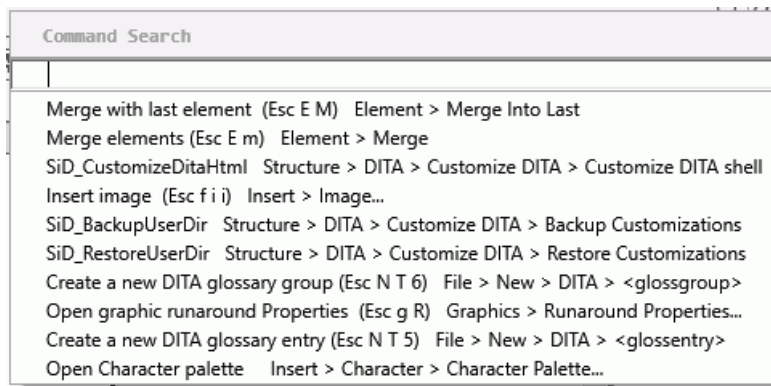 Command Search
Merge with last element (Esc E M) Element > Merge Into Last
Merge elements (Esc E m) Element > Merge
SiD_CustomizeDitaHtml Structure > DITA > Customize DITA > Customize DITA shell
Insert image (Esc f i i) Insert > Image...
SiD_BackupUserDir Structure > DITA > Customize DITA > Backup Customizations
SiD_RestoreUserDir Structure > DITA > Customize DITA > Restore Customizations
Create a new DITA glossary group (Esc N T 6) File > New > DITA > <glossgroup>
Open graphic runaround Properties (Esc g R) Graphics > Runaround Properties...
Create a new DITA glossary entry (Esc N T 5) File > New > DITA > <glossentry>
Open Character palette Insert > Character > Character Palette...